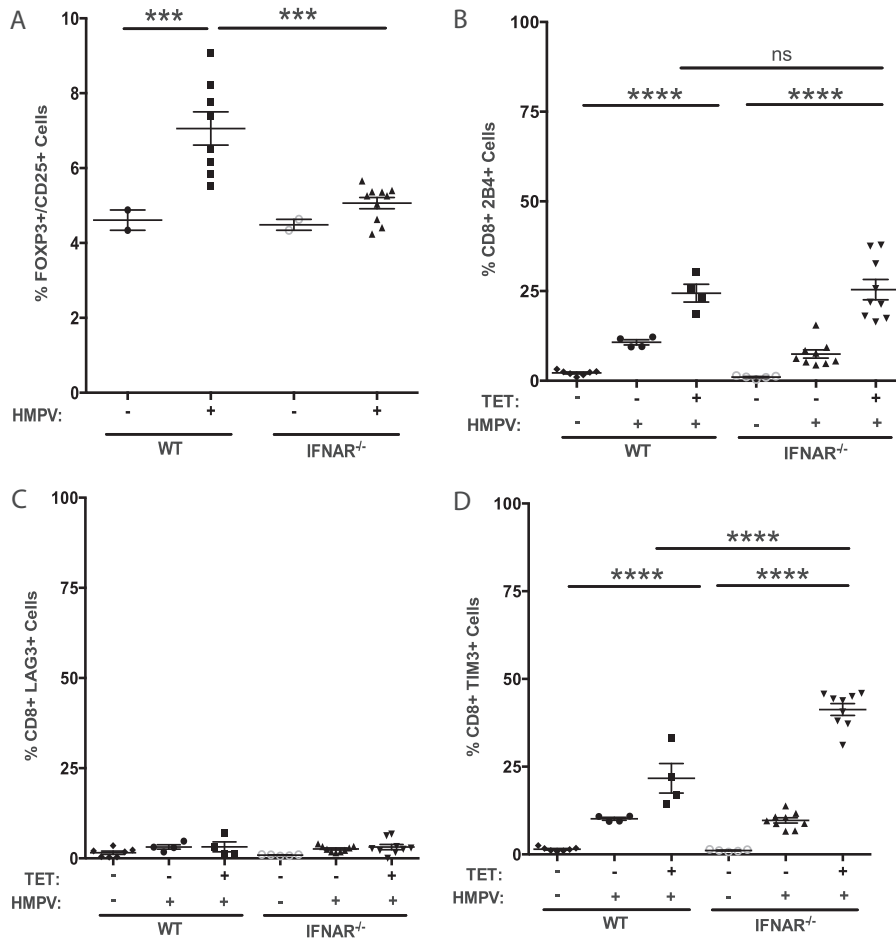 A
% FOXP3+/CD25+ Cells
10
8
6
4
2
0
*** ***
HMPV: - + - +
WT IFNAR-/-
B
% CD8+ 2B4+ Cells
100
75
50
25
0
ns
**** ****
TET: - - + - - +
HMPV: - + + - + +
WT IFNAR-/-
C
% CD8+ LAG3+ Cells
100
75
50
25
0
TET: - - + - - +
HMPV: - + + - + +
WT IFNAR-/-
D
% CD8+ TIM3+ Cells
100
75
50
25
0
****
**** ****
TET: - - + - - +
HMPV: - + + - + +
WT IFNAR-/-